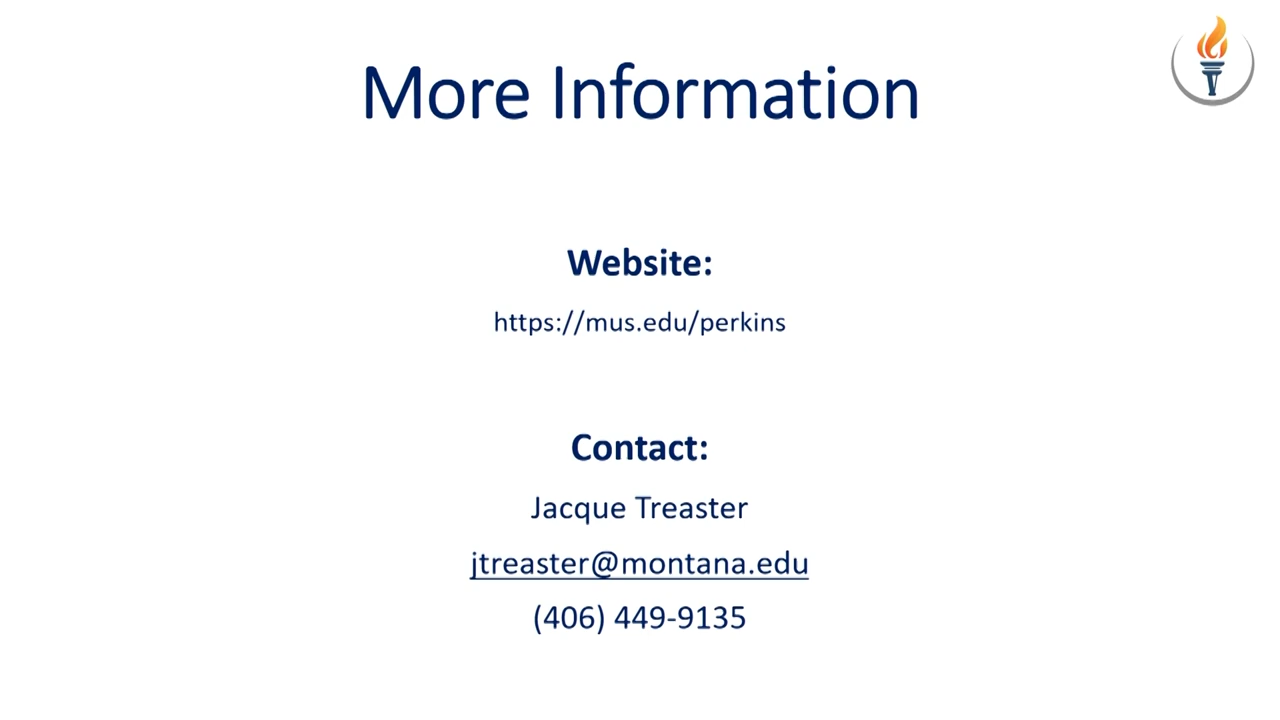 More Information
Website:
https://mus.edu/perkins
Contact:
Jacque Treaster
jtreaster@montana.edu
(406) 449-9135